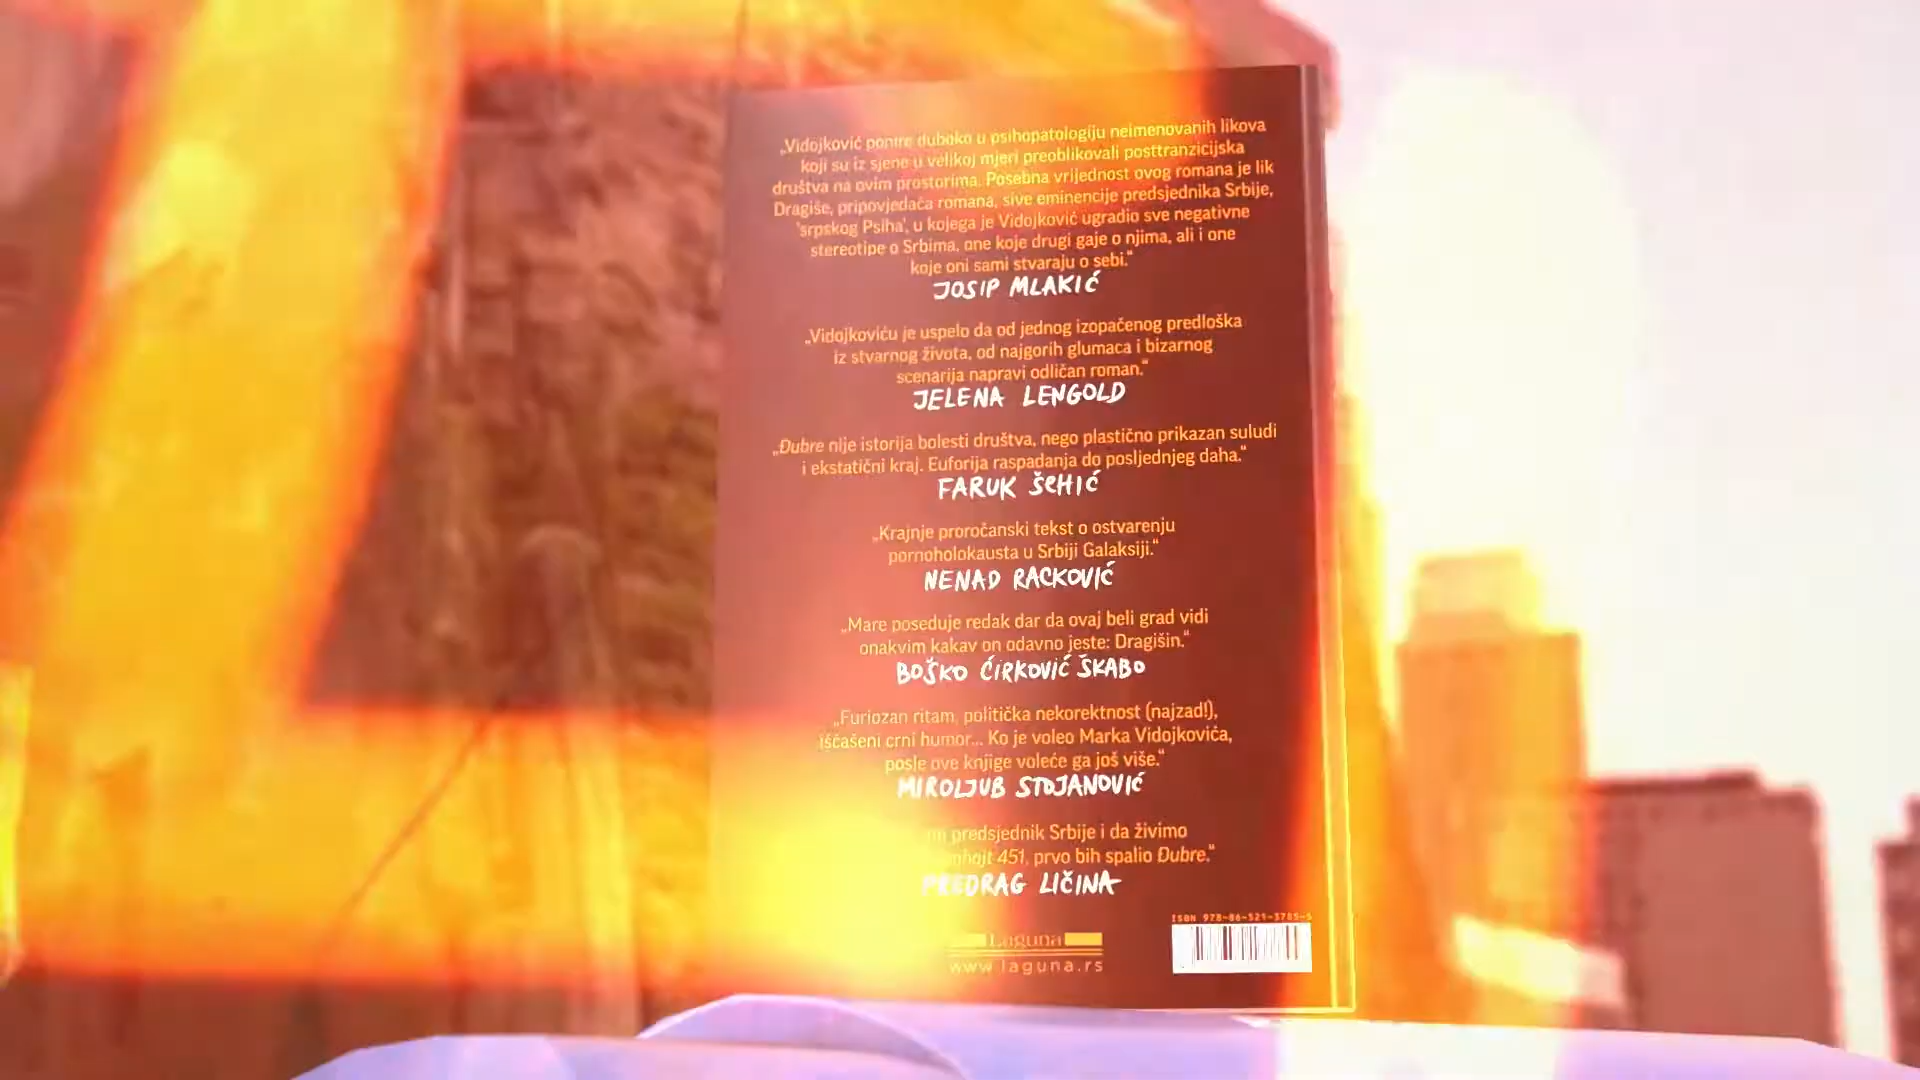 „Vidojković ponire duboko u psihopatologiju neimenovanih likova
koji su iz sjene u velikoj mjeri preoblikovali posttranzicijska
društva na ovim prostorima. Posebna vrijednost ovog romana je lik
Dragiše, pripovjedača romana, sive eminencije predsjednika Srbije,
'srpskog Psiha', u kojega je Vidojković ugradio sve negativne
stereotipe o Srbima, one koje drugi gaje o njima, ali i one
koje oni sami stvaraju o sebi.“
JOSIP MLAKIĆ
„Vidojkoviću je uspelo da od jednog izopačenog predloška
iz stvarnog života, od najgorih glumaca i bizarnog
scenarija napravi odličan roman.“
JELENA LENGOLD
„Đubre nije istorija bolesti društva, nego plastično prikazan suludi
i ekstatični kraj. Euforija raspadanja do posljednjeg daha.“
FARUK ŠEHIĆ
„Krajnje proročanski tekst o ostvarenju
pornoholokausta u Srbiji Galaksiji.“
NENAD RACKOVIĆ
„Mare poseduje redak dar da ovaj beli grad vidi
onakvim kakav on odavno jeste: Dragišin.“
BOŠKO ĆIRKOVIĆ ŠKABO
„Furiozan ritam, politička nekorektnost (najzad!),
iščašeni crni humor... Ko je voleo Marka Vidojkovića,
posle ove knjige voleće ga još više.“
MIROLJUB STOJANOVIĆ
predsjednik Srbije i da živimo
451, prvo bih spalio Đubre.“
PREDRAG LIČINA
ISBN 978-86-521-3785-5
Laguna
www.laguna.rs